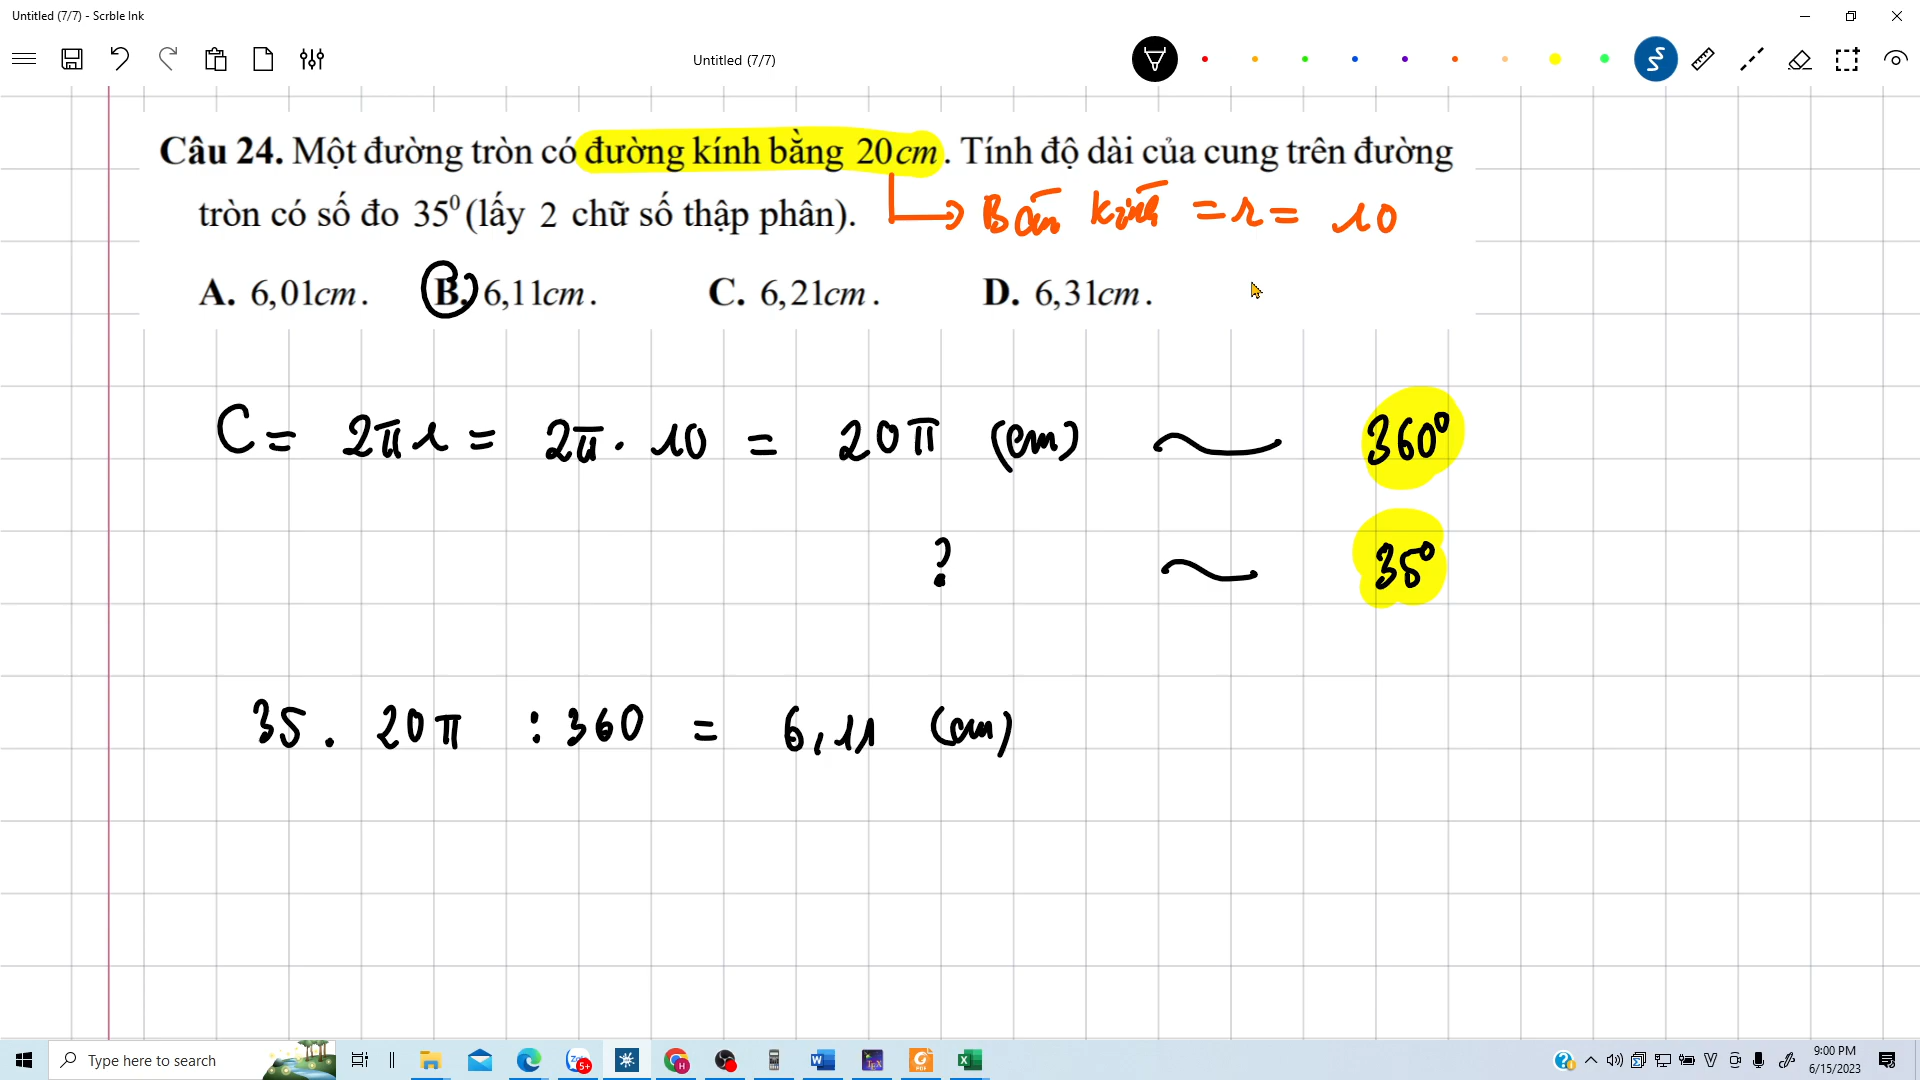 Untitled (7/7) - Scrble Ink
Untitled (7/7)
Câu 24. Một đường tròn có đường kính bằng 20cm. Tính độ dài của cung trên đường
tròn có số đo 35⁰ (lấy 2 chữ số thập phân).
Bán kính = r = 10
A. 6,01cm. B. 6,11cm. C. 6,21cm. D. 6,31cm.
C = 2πr = 2π. 10 = 20π (cm) ~ 360⁰
? ~ 35⁰
35 . 20π : 360 = 6,11 (cm)
Type here to search
9:00 PM
6/15/2023